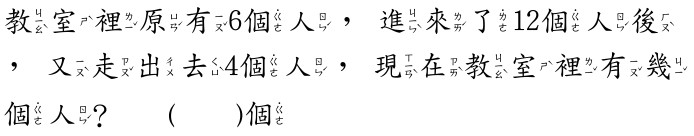 教室裡原有6個人，進來了12個人後
，又走出去4個人，現在教室裡有幾
個人?　　(　　　)個